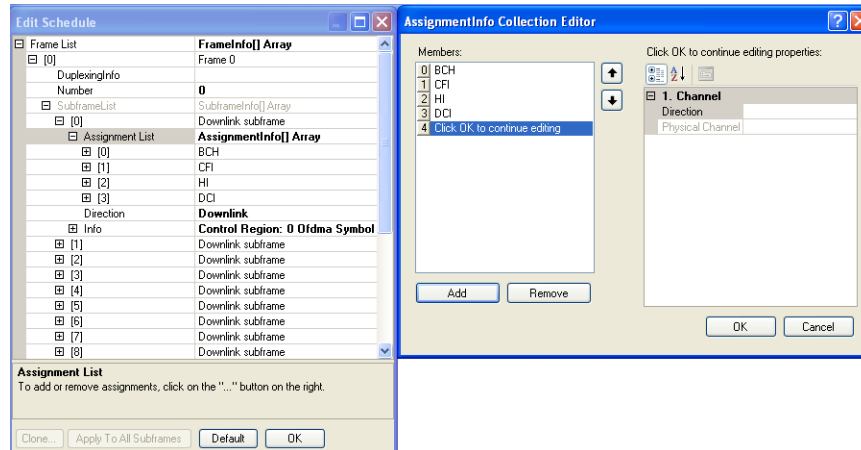 Edit Schedule
Frame List FrameInfo[] Array
[0] Frame 0
DuplexingInfo
Number 0
SubframeList SubframeInfo[] Array
[0] Downlink subframe
Assignment List AssignmentInfo[] Array
[0] BCH
[1] CFI
[2] HI
[3] DCI
Direction Downlink
Info Control Region: 0 Ofdma Symbol
[1] Downlink subframe
[2] Downlink subframe
[3] Downlink subframe
[4] Downlink subframe
[5] Downlink subframe
[6] Downlink subframe
[7] Downlink subframe
[8] Downlink subframe
Assignment List
To add or remove assignments, click on the "..." button on the right.
Clone... Apply To All Subframes Default OK
AssignmentInfo Collection Editor
Members:
0 BCH
1 CFI
2 HI
3 DCI
4 Click OK to continue editing
Add Remove
Click OK to continue editing properties:
1. Channel
Direction
Physical Channel
OK Cancel